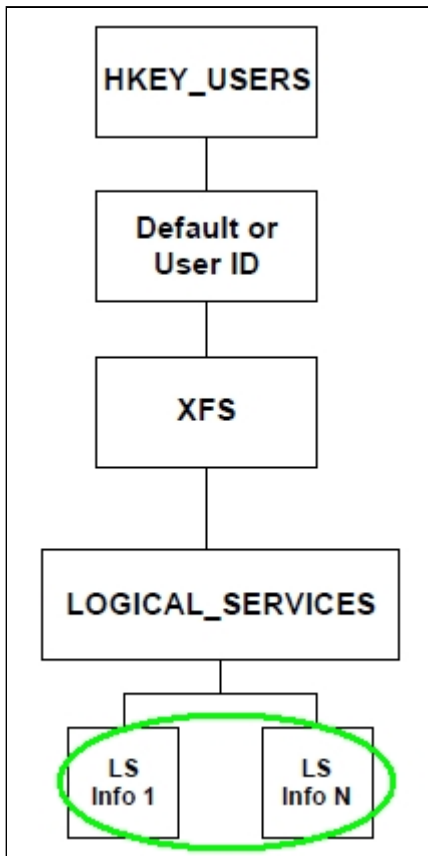 HKEY_USERS
Default or
User ID
XFS
LOGICAL_SERVICES
LS
Info 1
LS
Info N